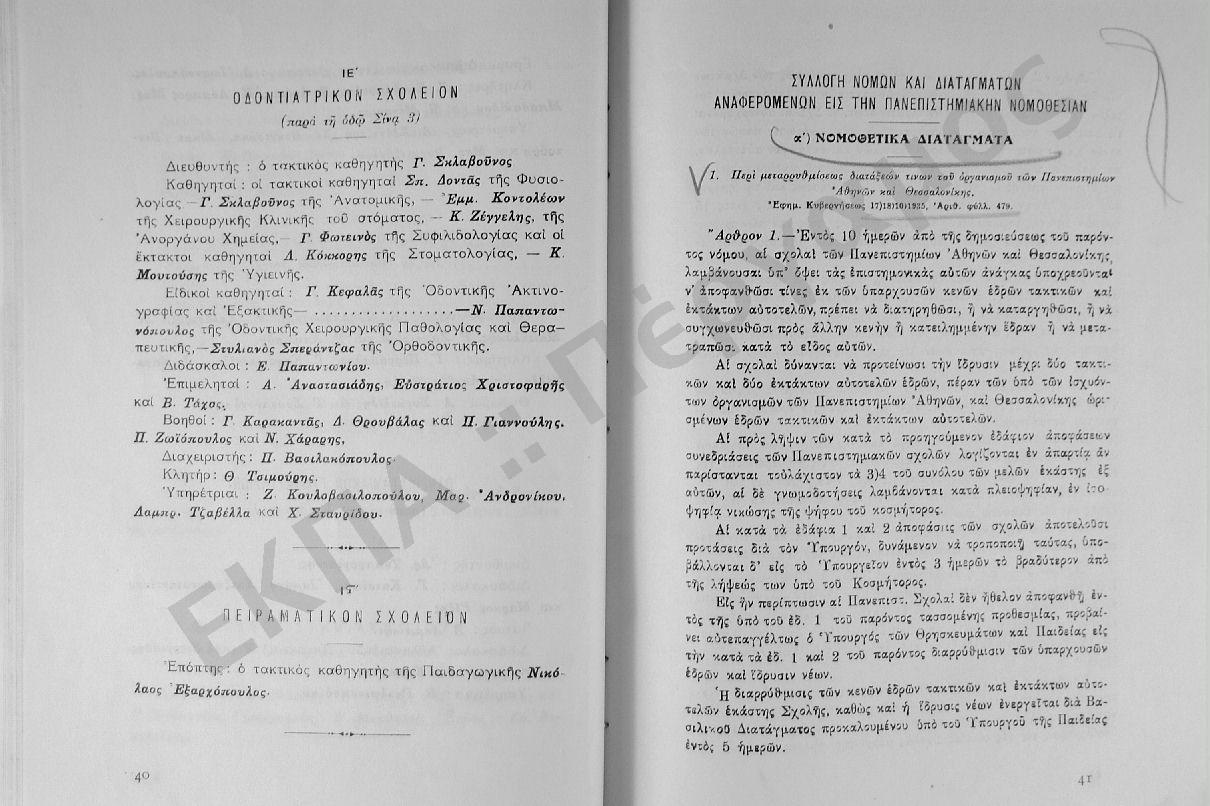 ΙΕ'
ΟΔΟΝΤΙΑΤΡΙΚΟΝ ΣΧΟΛΕΙΟΝ
(παρὰ τῇ ὁδῷ Σίνα 3)
Διευθυντής : ὁ τακτικὸς καθηγητὴς Γ. Σκλαβοῦνος
Καθηγηταί : οἱ τακτικοὶ καθηγηταὶ Σπ. Δοντᾶς τῆς Φυσιο-
λογίας —Γ. Σκλαβοῦνος τῆς Ἀνατομικῆς, — Ἐμμ. Κοντολέων
τῆς Χειρουργικῆς Κλινικῆς τοῦ στόματος, — Κ. Ζέγγελης, τῆς
Ἀνοργάνου Χημείας,— Γ. Φωτεινὸς τῆς Συφιλιδολογίας καὶ οἱ
ἔκτακτοι καθηγηταὶ Δ. Κόκκορης τῆς Στοματολογίας, — Κ.
Μουτούσης τῆς Ὑγιεινῆς.
Εἰδικοὶ καθηγηταί : Γ. Κεφαλᾶς τῆς Ὀδοντικῆς Ἀκτινο-
γραφίας καὶ Ἐξακτικῆς— . . . . . . . . . . . . . . . . . . —Ν. Παπαντω-
νόπουλος τῆς Ὀδοντικῆς Χειρουργικῆς Παθολογίας καὶ Θερα-
πευτικῆς,—Στυλιανὸς Σπεράντζας τῆς Ὀρθοδοντικῆς.
Διδάσκαλοι : Ε. Παπαντωνίου.
Ἐπιμεληταί : Α. Ἀναστασιάδης, Εὐστράτιος Χριστοφάρης
καὶ Β. Τάχος.
Βοηθοί : Γ. Καρακαντᾶς, Δ. Θρουβάλας καὶ Π. Γιαννούλης.
Π. Ζωϊόπουλος καὶ Ν. Χάραρης,
Διαχειριστής : Π. Βασιλακόπουλος.
Κλητήρ : Θ Τσιμούρης.
Ὑπηρέτριαι : Ζ. Κουλοβασιλοπούλου, Μαρ. Ἀνδρονίκου,
Λαμπρ. Τζαβέλλα καὶ Χ. Σταυρίδου.
ΙϚ'
ΠΕΙΡΑΜΑΤΙΚΟΝ ΣΧΟΛΕΙΟΝ
Ἐπόπτης : ὁ τακτικὸς καθηγητὴς τῆς Παιδαγωγικῆς Νικό-
λαος Ἐξαρχόπουλος.
40
ΣΥΛΛΟΓΗ ΝΟΜΩΝ ΚΑΙ ΔΙΑΤΑΓΜΑΤΩΝ
ΑΝΑΦΕΡΟΜΕΝΩΝ ΕΙΣ ΤΗΝ ΠΑΝΕΠΙΣΤΗΜΙΑΚΗΝ ΝΟΜΟΘΕΣΙΑΝ
α') ΝΟΜΟΘΕΤΙΚΑ ΔΙΑΤΑΓΜΑΤΑ
1. Περὶ μεταρρυθμίσεως διατάξεών τινων τοῦ ὀργανισμοῦ τῶν Πανεπιστημίων
Ἀθηνῶν καὶ Θεσσαλονίκης.
Ἐφημ. Κυβερνήσεως 17)18)10)1935, Ἀριθ. φύλλ. 479.
Ἄρθρον 1.—Ἐντὸς 10 ἡμερῶν ἀπὸ τῆς δημοσιεύσεως τοῦ παρόν-
τος νόμου, αἱ σχολαὶ τῶν Πανεπιστημίων Ἀθηνῶν καὶ Θεσσαλονίκης,
λαμβάνουσαι ὑπ' ὄψει τὰς ἐπιστημονικὰς αὐτῶν ἀνάγκας ὑποχρεοῦνται
ν' ἀποφανθῶσι τίνες ἐκ τῶν ὑπαρχουσῶν κενῶν ἑδρῶν τακτικῶν καὶ
ἐκτάκτων αὐτοτελῶν, πρέπει νὰ διατηρηθῶσι, ἢ νὰ καταργηθῶσι, ἢ νὰ
συγχωνευθῶσι πρὸς ἄλλην κενὴν ἢ κατειλημμένην ἕδραν ἢ νὰ μετα-
τραπῶσι κατὰ τὸ εἶδος αὐτῶν.
Αἱ σχολαὶ δύνανται νὰ προτείνωσι τὴν ἵδρυσιν μέχρι δύο τακτι-
κῶν καὶ δύο ἐκτάκτων αὐτοτελῶν ἑδρῶν, πέραν τῶν ὑπὸ τῶν ἰσχυόν-
των ὀργανισμῶν τῶν Πανεπιστημίων Ἀθηνῶν, καὶ Θεσσαλονίκης ὡρι-
σμένων ἑδρῶν τακτικῶν καὶ ἐκτάκτων αὐτοτελῶν.
Αἱ πρὸς λῆψιν τῶν κατὰ τὸ προηγούμενον ἐδάφιον ἀποφάσεων
συνεδριάσεις τῶν Πανεπιστημιακῶν σχολῶν λογίζονται ἐν ἀπαρτίᾳ ἂν
παρίστανται τοὐλάχιστον τὰ 3)4 τοῦ συνόλου τῶν μελῶν ἑκάστης ἐξ
αὐτῶν, αἱ δὲ γνωμοδοτήσεις λαμβάνονται κατὰ πλειοψηφίαν, ἐν ἰσο-
ψηφίᾳ νικώσης τῆς ψήφου τοῦ κοσμήτορος.
Αἱ κατὰ τὰ ἐδάφια 1 καὶ 2 ἀποφάσεις τῶν σχολῶν ἀποτελοῦσι
προτάσεις διὰ τὸν Ὑπουργόν, δυνάμενον νὰ τροποποιῇ ταύτας, ὑπο-
βάλλονται δ' εἰς τὸ Ὑπουργεῖον ἐντὸς 3 ἡμερῶν τὸ βραδύτερον ἀπὸ
τῆς λήψεώς των ὑπὸ τοῦ Κοσμήτορος.
Εἰς ἣν περίπτωσιν αἱ Πανεπιστ. Σχολαὶ δὲν ἤθελον ἀποφανθῆ ἐν-
τὸς τῆς ὑπὸ τοῦ ἐδ. 1 τοῦ παρόντος τασσομένης προθεσμίας, προβαί-
νει αὐτεπαγγέλτως ὁ Ὑπουργὸς τῶν Θρησκευμάτων καὶ Παιδείας εἰς
τὴν κατὰ τὰ ἐδ. 1 καὶ 2 τοῦ παρόντος διαρρύθμισιν τῶν ὑπαρχουσῶν
ἑδρῶν καὶ ἵδρυσιν νέων.
Ἡ διαρρύθμισις τῶν κενῶν ἑδρῶν τακτικῶν καὶ ἐκτάκτων αὐτο-
τελῶν ἑκάστης Σχολῆς, καθὼς καὶ ἡ ἵδρυσις νέων ἐνεργεῖται διὰ Βα-
σιλικοῦ Διατάγματος προκαλουμένου ὑπὸ τοῦ Ὑπουργοῦ τῆς Παιδείας
ἐντὸς 5 ἡμερῶν.
41
ΕΚΠΑ :: Πέργαμος